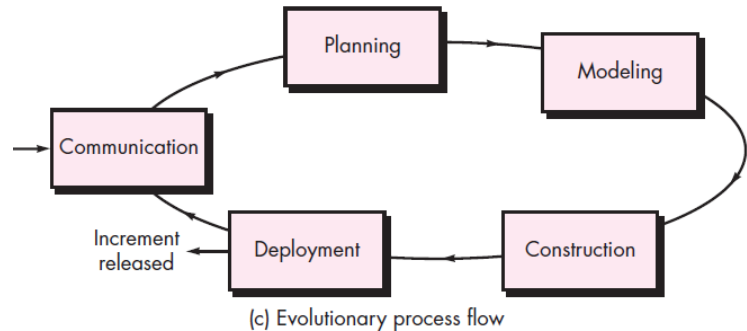 Planning
Modeling
Communication
Increment
released
Deployment
Construction
(c) Evolutionary process flow